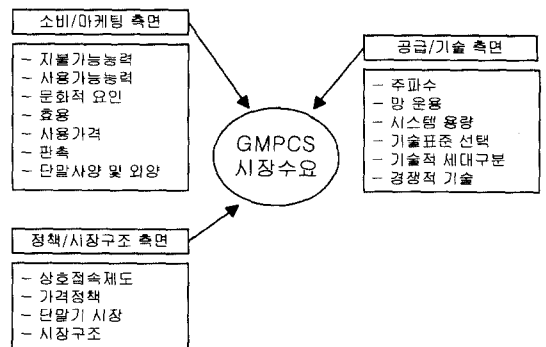 소비/마케팅 측면
- 지불가능능력
- 사용가능능력
- 문화적 요인
- 효용
- 사용가격
- 판촉
- 단말사양 및 외양
공급/기술 측면
- 주파수
- 망 운용
- 시스템 용량
- 기술표준 선택
- 기술적 세대구분
- 경쟁적 기술
GMPCS
시장수요
정책/시장구조 측면
- 상호접속제도
- 가격정책
- 단말기 시장
- 시장구조